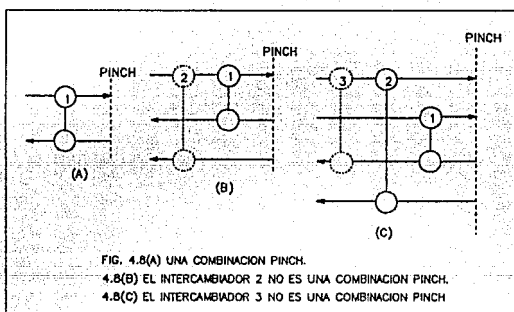 PINCH
1
(A)
PINCH
2 1
(B)
PINCH
3 2
1
(C)
FIG. 4.8(A) UNA COMBINACION PINCH.
4.8(B) EL INTERCAMBIADOR 2 NO ES UNA COMBINACION PINCH.
4.8(C) EL INTERCAMBIADOR 3 NO ES UNA COMBINACION PINCH